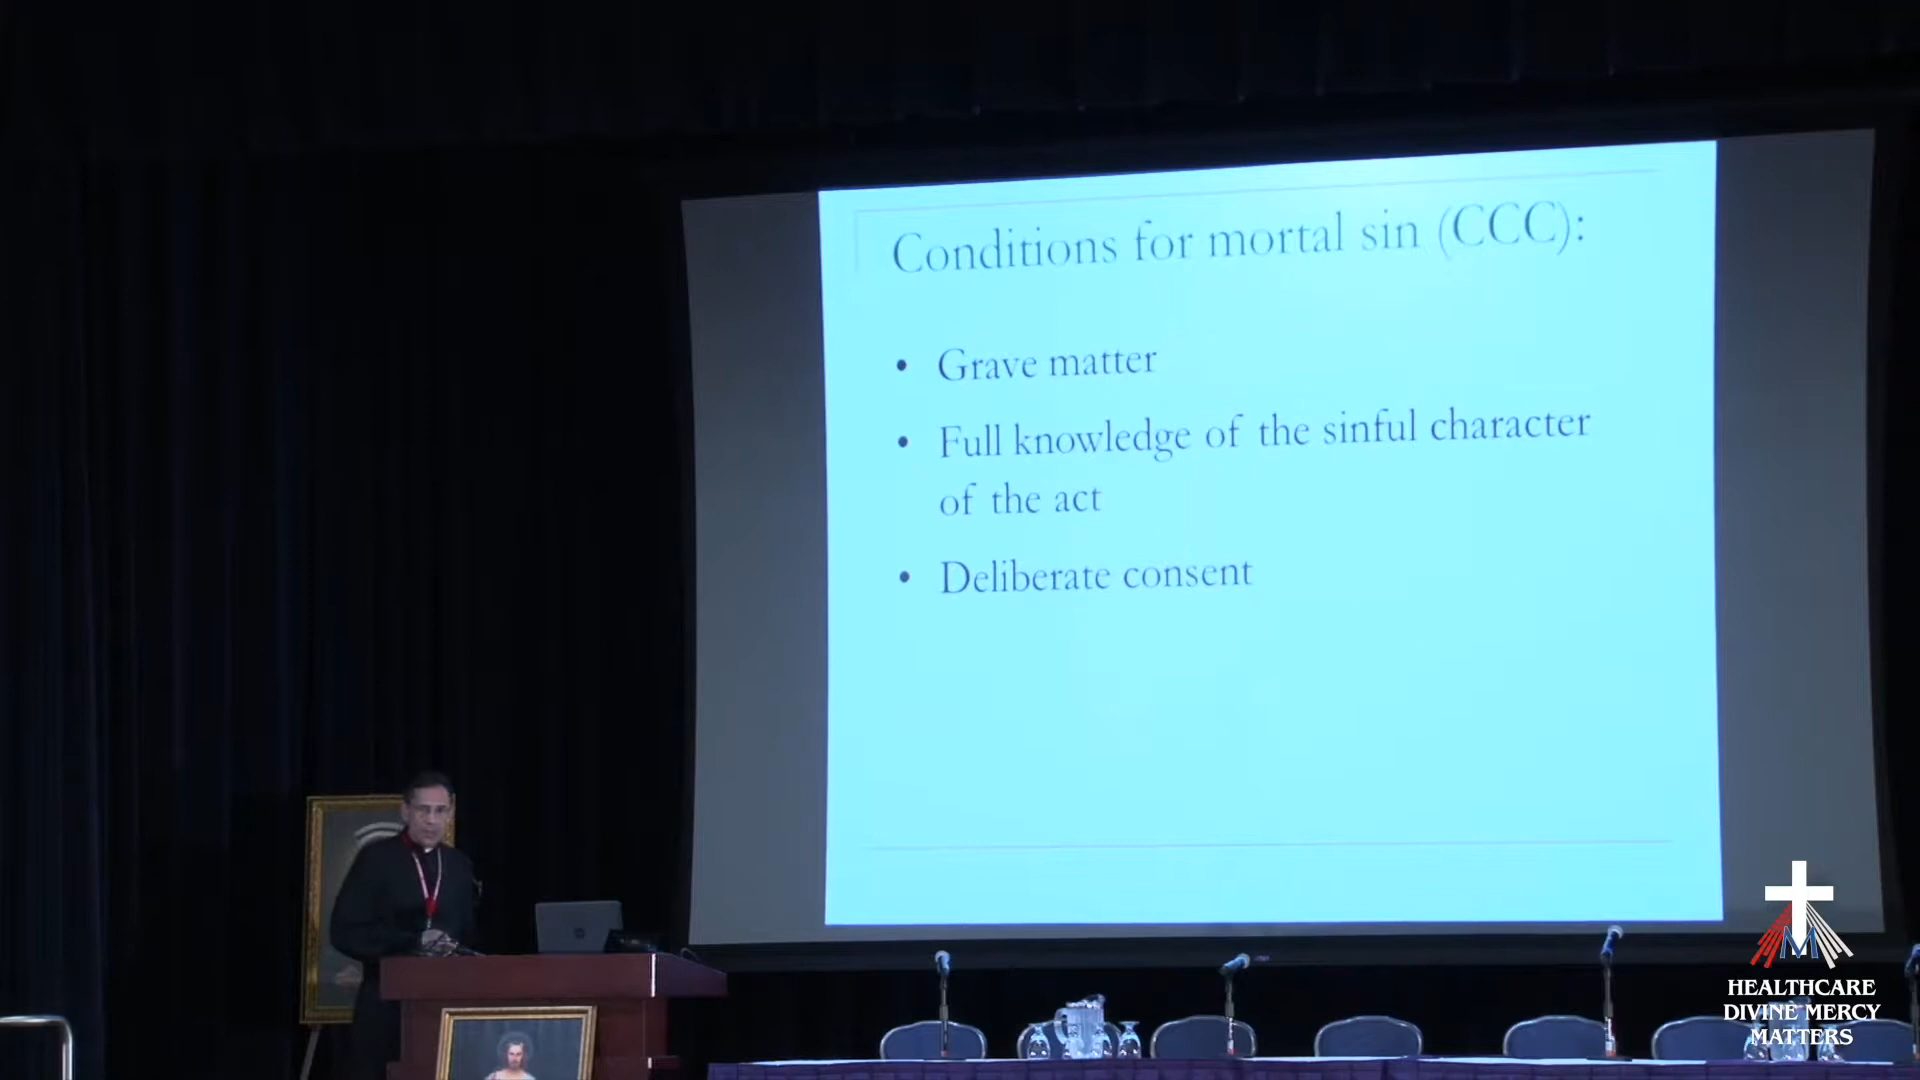 Conditions for mortal sin (CCC):
• Grave matter
• Full knowledge of the sinful character
of the act
• Deliberate consent
HEALTHCARE
DIVINE MERCY
MATTERS